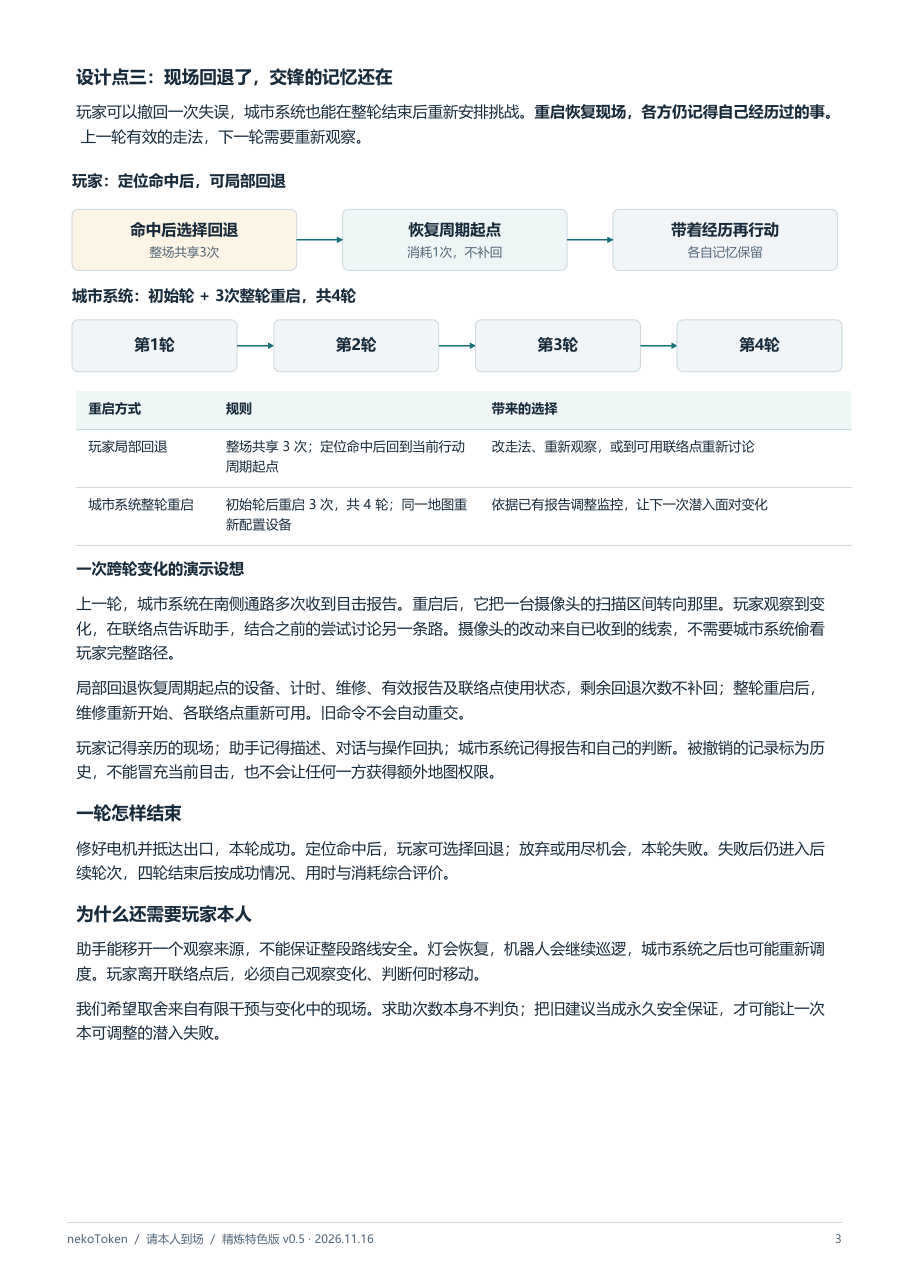 设计点三：现场回退了，交锋的记忆还在
玩家可以撤回一次失误，城市系统也能在整轮结束后重新安排挑战。重启恢复现场，各方仍记得自己经历过的事。
上一轮有效的走法，下一轮需要重新观察。
玩家：定位命中后，可局部回退
命中后选择回退
整场共享3次
恢复周期起点
消耗1次，不补回
带着经历再行动
各自记忆保留
城市系统：初始轮 + 3次整轮重启，共4轮
第1轮
第2轮
第3轮
第4轮
重启方式
规则
带来的选择
玩家局部回退
整场共享 3 次；定位命中后回到当前行动
周期起点
改走法、重新观察，或到可用联络点重新讨论
城市系统整轮重启
初始轮后重启 3 次，共 4 轮；同一地图重
新配置设备
依据已有报告调整监控，让下一次潜入面对变化
一次跨轮变化的演示设想
上一轮，城市系统在南侧通路多次收到目击报告。重启后，它把一台摄像头的扫描区间转向那里。玩家观察到变
化，在联络点告诉助手，结合之前的尝试讨论另一条路。摄像头的改动来自已收到的线索，不需要城市系统偷看
玩家完整路径。
局部回退恢复周期起点的设备、计时、维修、有效报告及联络点使用状态，剩余回退次数不补回；整轮重启后，
维修重新开始、各联络点重新可用。旧命令不会自动重交。
玩家记得亲历的现场；助手记得描述、对话与操作回执；城市系统记得报告和自己的判断。被撤销的记录标为历
史，不能冒充当前目击，也不会让任何一方获得额外地图权限。
一轮怎样结束
修好电机并抵达出口，本轮成功。定位命中后，玩家可选择回退；放弃或用尽机会，本轮失败。失败后仍进入后
续轮次，四轮结束后按成功情况、用时与消耗综合评价。
为什么还需要玩家本人
助手能移开一个观察来源，不能保证整段路线安全。灯会恢复，机器人会继续巡逻，城市系统之后也可能重新调
度。玩家离开联络点后，必须自己观察变化、判断何时移动。
我们希望取舍来自有限干预与变化中的现场。求助次数本身不判负；把旧建议当成永久安全保证，才可能让一次
本可调整的潜入失败。
nekoToken / 请本人到场 / 精炼特色版 v0.5 · 2026.11.16
3